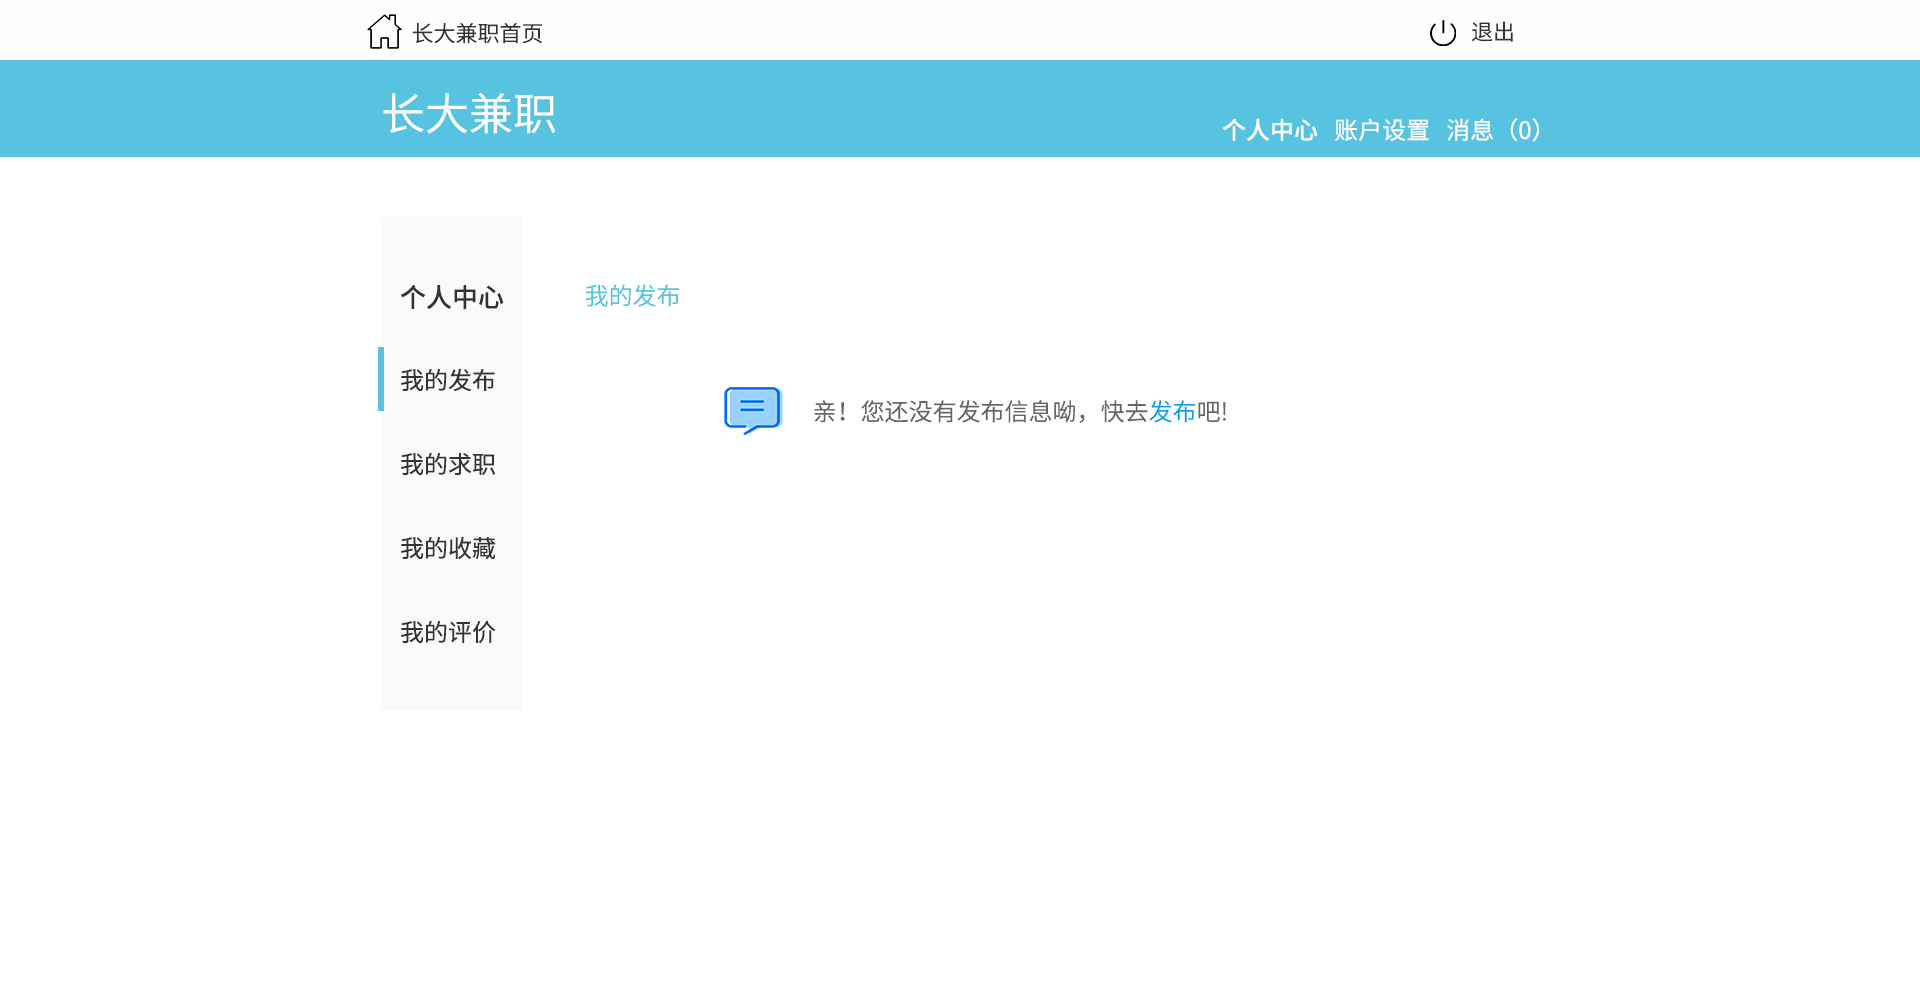 长大兼职首页
退出
长大兼职
个人中心 账户设置 消息（0）
个人中心
我的发布
我的求职
我的收藏
我的评价
我的发布
亲！您还没有发布信息呦，快去发布吧!